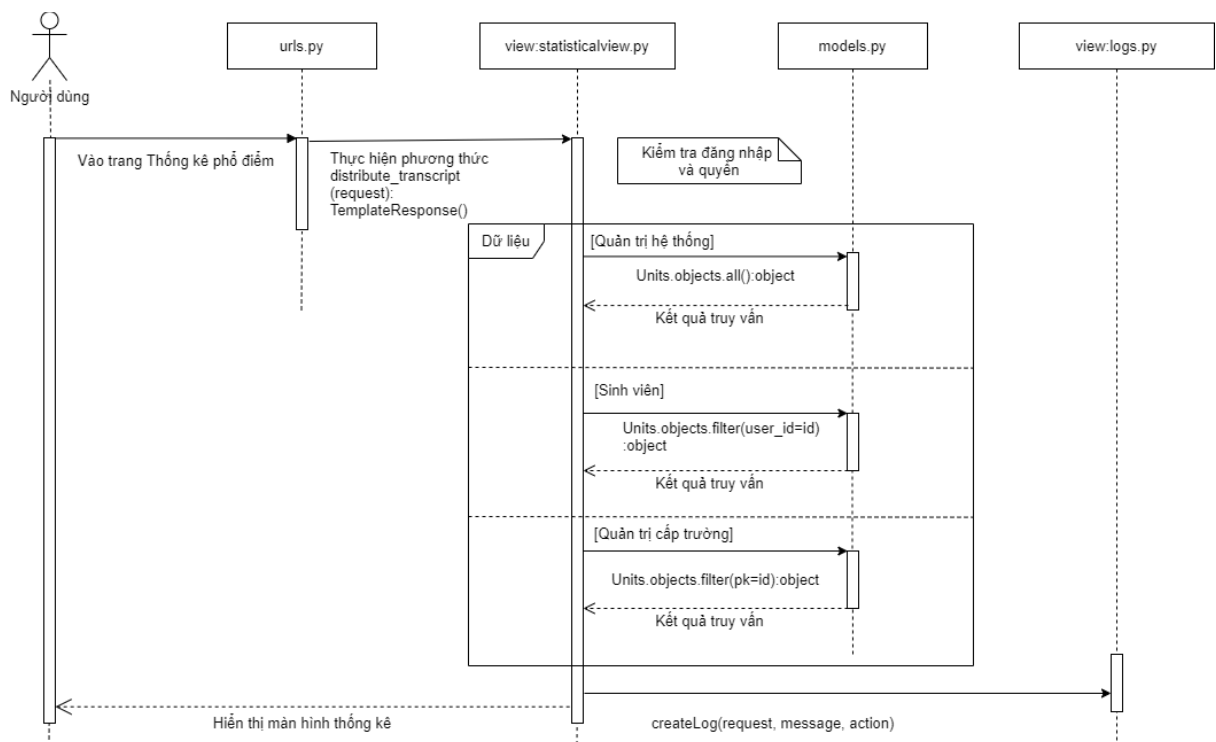 Người dùng
urls.py
view:statisticalview.py
models.py
view:logs.py
Vào trang Thống kê phổ điểm
Thực hiện phương thức
distribute_transcript
(request):
TemplateResponse()
Kiểm tra đăng nhập
và quyền
Dữ liệu
[Quản trị hệ thống]
Units.objects.all():object
Kết quả truy vấn
[Sinh viên]
Units.objects.filter(user_id=id)
:object
Kết quả truy vấn
[Quản trị cấp trường]
Units.objects.filter(pk=id):object
Kết quả truy vấn
Hiển thị màn hình thống kê
createLog(request, message, action)